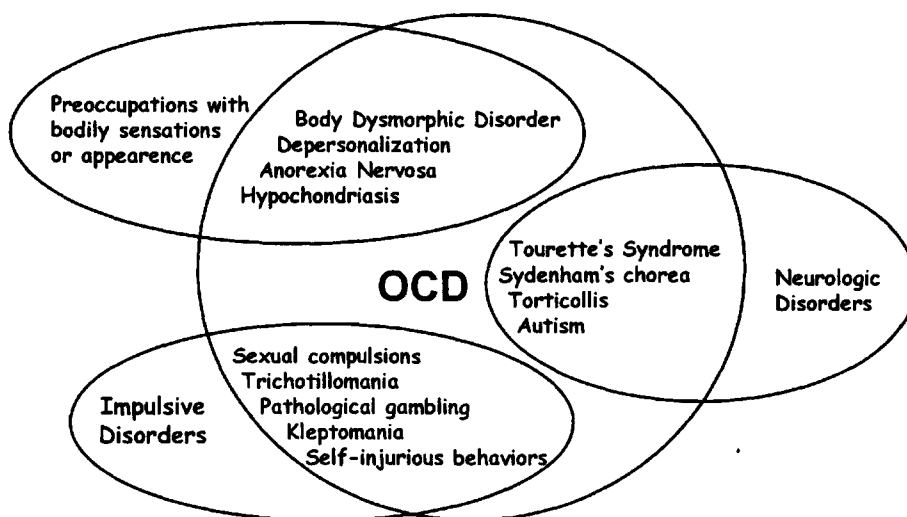 Preoccupations with
bodily sensations
or appearence
Body Dysmorphic Disorder
Depersonalization
Anorexia Nervosa
Hypochondriasis
OCD
Tourette's Syndrome
Sydenham's chorea
Torticollis
Autism
Neurologic
Disorders
Impulsive
Disorders
Sexual compulsions
Trichotillomania
Pathological gambling
Kleptomania
Self-injurious behaviors